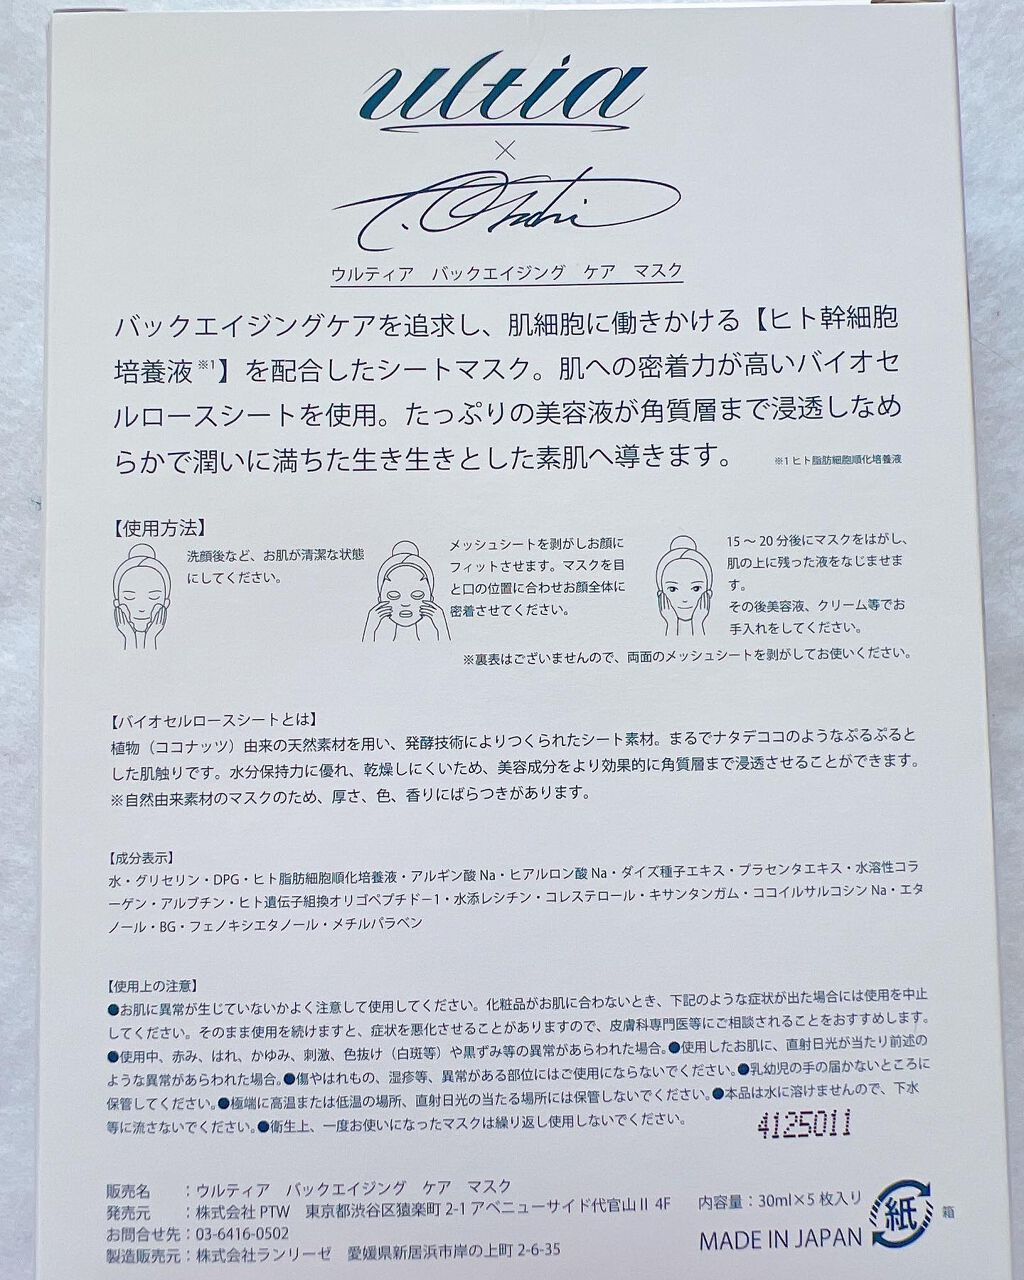 ultia
×
ウルティア バックエイジング ケア マスク
バックエイジングケアを追求し、肌細胞に働きかける【ヒト幹細胞
培養液※1】を配合したシートマスク。肌への密着力が高いバイオセ
ルロースシートを使用。たっぷりの美容液が角質層まで浸透しなめ
らかで潤いに満ちた生き生きとした素肌へ導きます。 ※1 ヒト脂肪細胞順化培養液
【使用方法】
洗顔後など、お肌が清潔な状態
にしてください。
メッシュシートを剥がしお顔に
フィットさせます。マスクを目
と口の位置に合わせお顔全体に
密着させてください。
15～20分後にマスクをはがし、
肌の上に残った液をなじませま
す。
その後美容液、クリーム等でお
手入れをしてください。
※裏表はございませんので、両面のメッシュシートを剥がしてお使いください。
【バイオセルロースシートとは】
植物（ココナッツ）由来の天然素材を用い、発酵技術によりつくられたシート素材。まるでナタデココのようなぷるぷると
した肌触りです。水分保持力に優れ、乾燥しにくいため、美容成分をより効果的に角質層まで浸透させることができます。
※自然由来素材のマスクのため、厚さ、色、香りにばらつきがあります。
【成分表示】
水・グリセリン・DPG・ヒト脂肪細胞順化培養液・アルギン酸Na・ヒアルロン酸Na・ダイズ種子エキス・プラセンタエキス・水溶性コラ
ーゲン・アルブチン・ヒト遺伝子組換オリゴペプチドー1・水添レシチン・コレステロール・キサンタンガム・ココイルサルコシンNa・エタ
ノール・BG・フェノキシエタノール・メチルパラベン
【使用上の注意】
●お肌に異常が生じていないかよく注意して使用してください。化粧品がお肌に合わないとき、下記のような症状が出た場合には使用を中止
してください。そのまま使用を続けますと、症状を悪化させることがありますので、皮膚科専門医等にご相談されることをおすすめします。
●使用中、赤み、はれ、かゆみ、刺激、色抜け（白斑等）や黒ずみ等の異常があらわれた場合。●使用したお肌に、直射日光が当たり前述の
ような異常があらわれた場合。●傷やはれもの、湿疹等、異常がある部位にはご使用にならないでください。●乳幼児の手の届かないところに
保管してください。●極端に高温または低温の場所、直射日光の当たる場所には保管しないでください。●本品は水に溶けませんので、下水
等に流さないでください。●衛生上、一度お使いになったマスクは繰り返し使用しないでください。
4125011
販売名 ：ウルティア バックエイジング ケア マスク
発売元 ：株式会社PTW 東京都渋谷区猿楽町2-1 アベニューサイド代官山Ⅱ 4F
お問合せ先：03-6416-0502
製造販売元：株式会社ランリーゼ 愛媛県新居浜市岸の上町2-6-35
内容量：30ml×5枚入り
MADE IN JAPAN
紙
箱